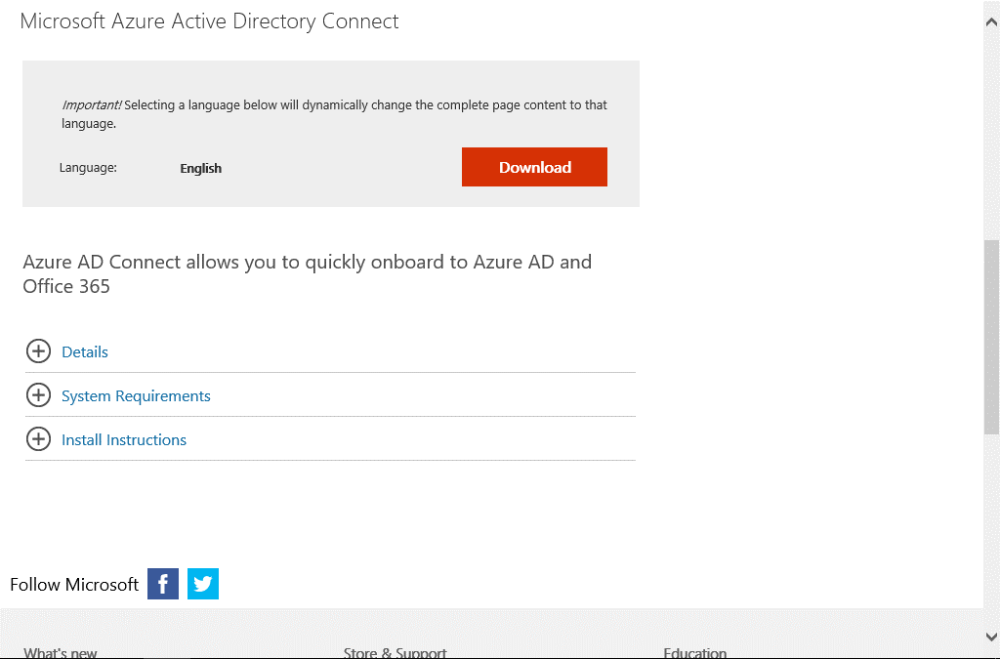 Microsoft Azure Active Directory Connect
Important! Selecting a language below will dynamically change the complete page content to that
language.
Language: English Download
Azure AD Connect allows you to quickly onboard to Azure AD and
Office 365
Details
System Requirements
Install Instructions
Follow Microsoft
What's new Store & Support Education